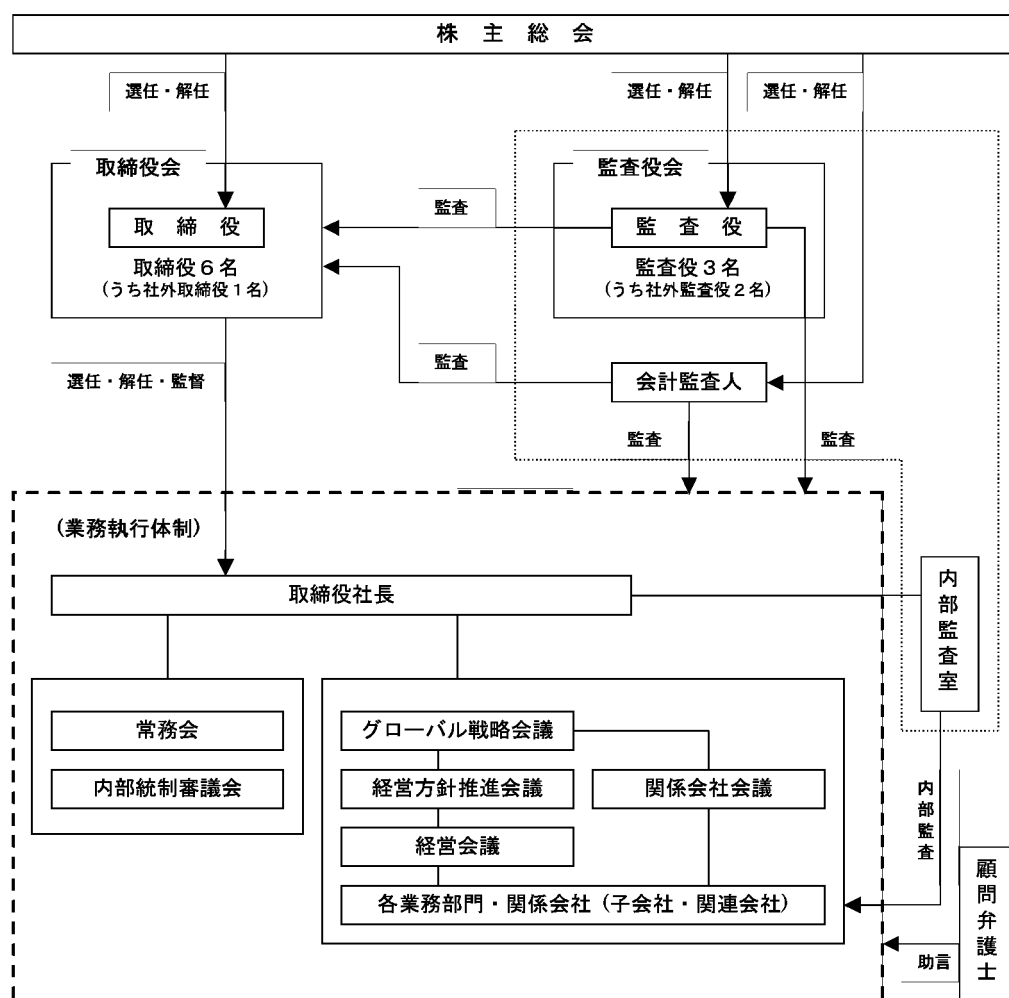 株主総会
選任・解任
選任・解任
選任・解任
取締役会
監査役会
監査
取締役
監査役
取締役6名
(うち社外取締役1名)
監査役3名
(うち社外監査役2名)
監査
会計監査人
選任・解任・監督
監査
監査
(業務執行体制)
取締役社長
内部監査室
常務会
グローバル戦略会議
内部統制審議会
経営方針推進会議
関係会社会議
内部監査
経営会議
各業務部門・関係会社(子会社・関連会社)
顧問弁護士
助言